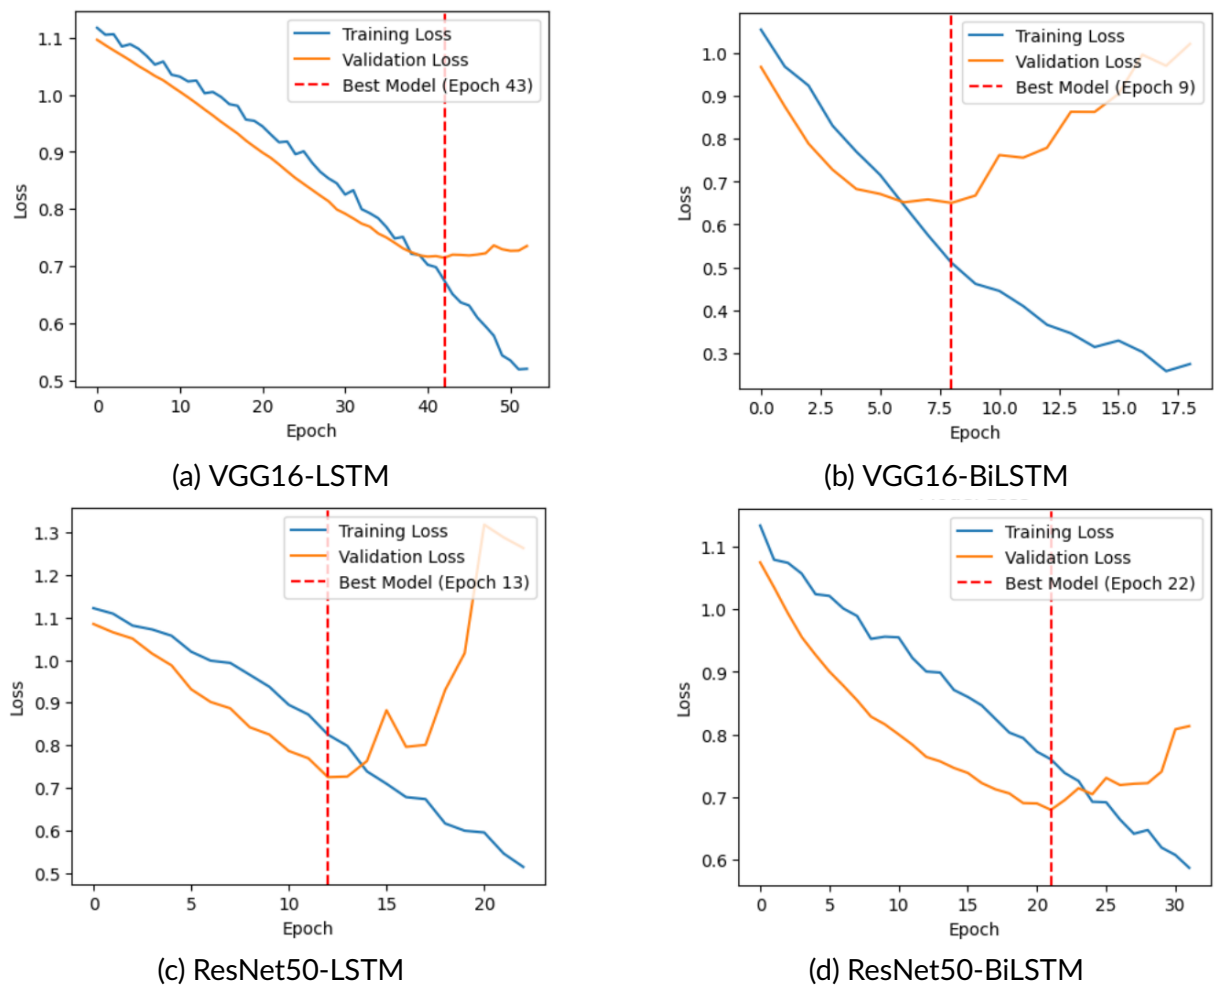 Training Loss
Validation Loss
Best Model (Epoch 43)
1.1
1.0
0.9
0.8
0.7
0.6
0.5
Loss
0 10 20 30 40 50
Epoch
(a) VGG16-LSTM
Training Loss
Validation Loss
Best Model (Epoch 9)
1.0
0.9
0.8
0.7
0.6
0.5
0.4
0.3
Loss
0.0 2.5 5.0 7.5 10.0 12.5 15.0 17.5
Epoch
(b) VGG16-BiLSTM
Training Loss
Validation Loss
Best Model (Epoch 13)
1.3
1.2
1.1
1.0
0.9
0.8
0.7
0.6
0.5
Loss
0 5 10 15 20
Epoch
(c) ResNet50-LSTM
Training Loss
Validation Loss
Best Model (Epoch 22)
1.1
1.0
0.9
0.8
0.7
0.6
Loss
0 5 10 15 20 25 30
Epoch
(d) ResNet50-BiLSTM